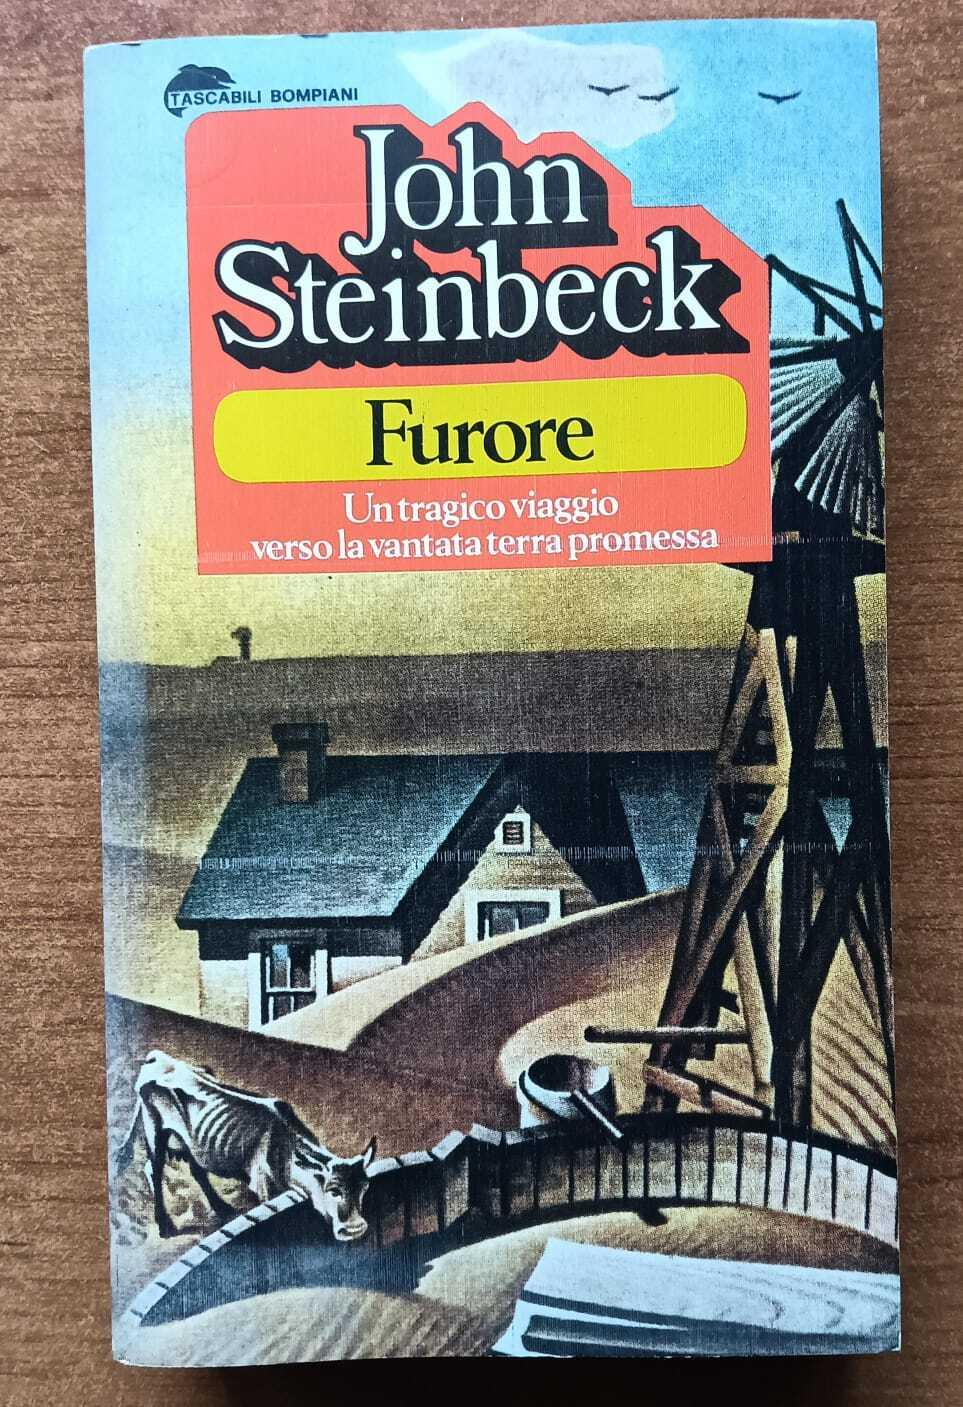 TASCABILI BOMPIANI
John
Steinbeck
Furore
Un tragico viaggio
verso la vantata terra promessa